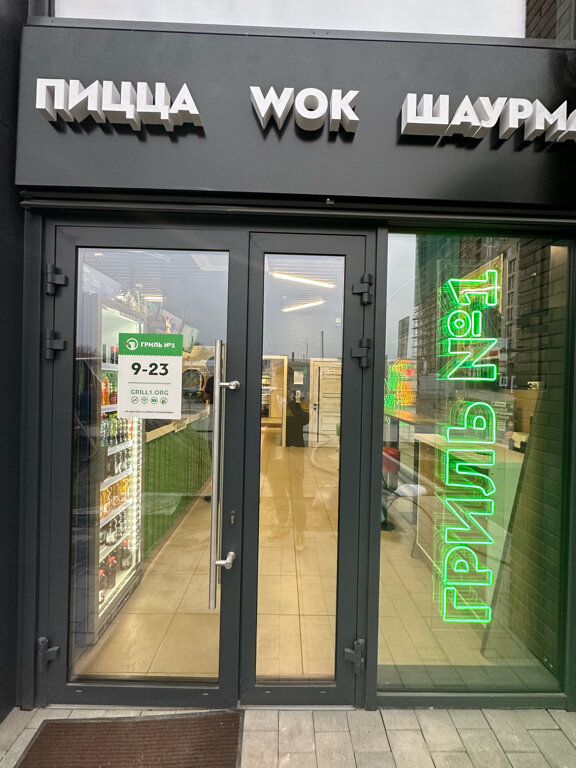 ПИЦЦА WOK ШАУРМА
ГРИЛЬ №1
9-23
GRILL1.ORG
ГРИЛЬ №1